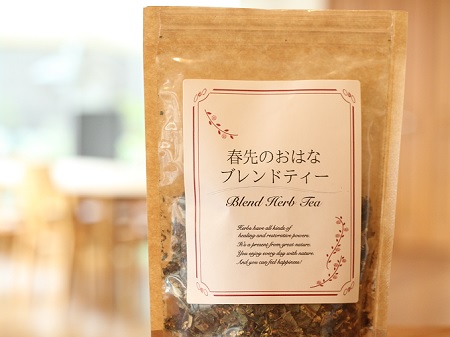 春先のおはな
ブレンドティー
Blend Herb Tea
Herbs have all kinds of
healing and restorative powers.
It's a present from great nature.
You enjoy every day with nature.
And you can feel happiness!